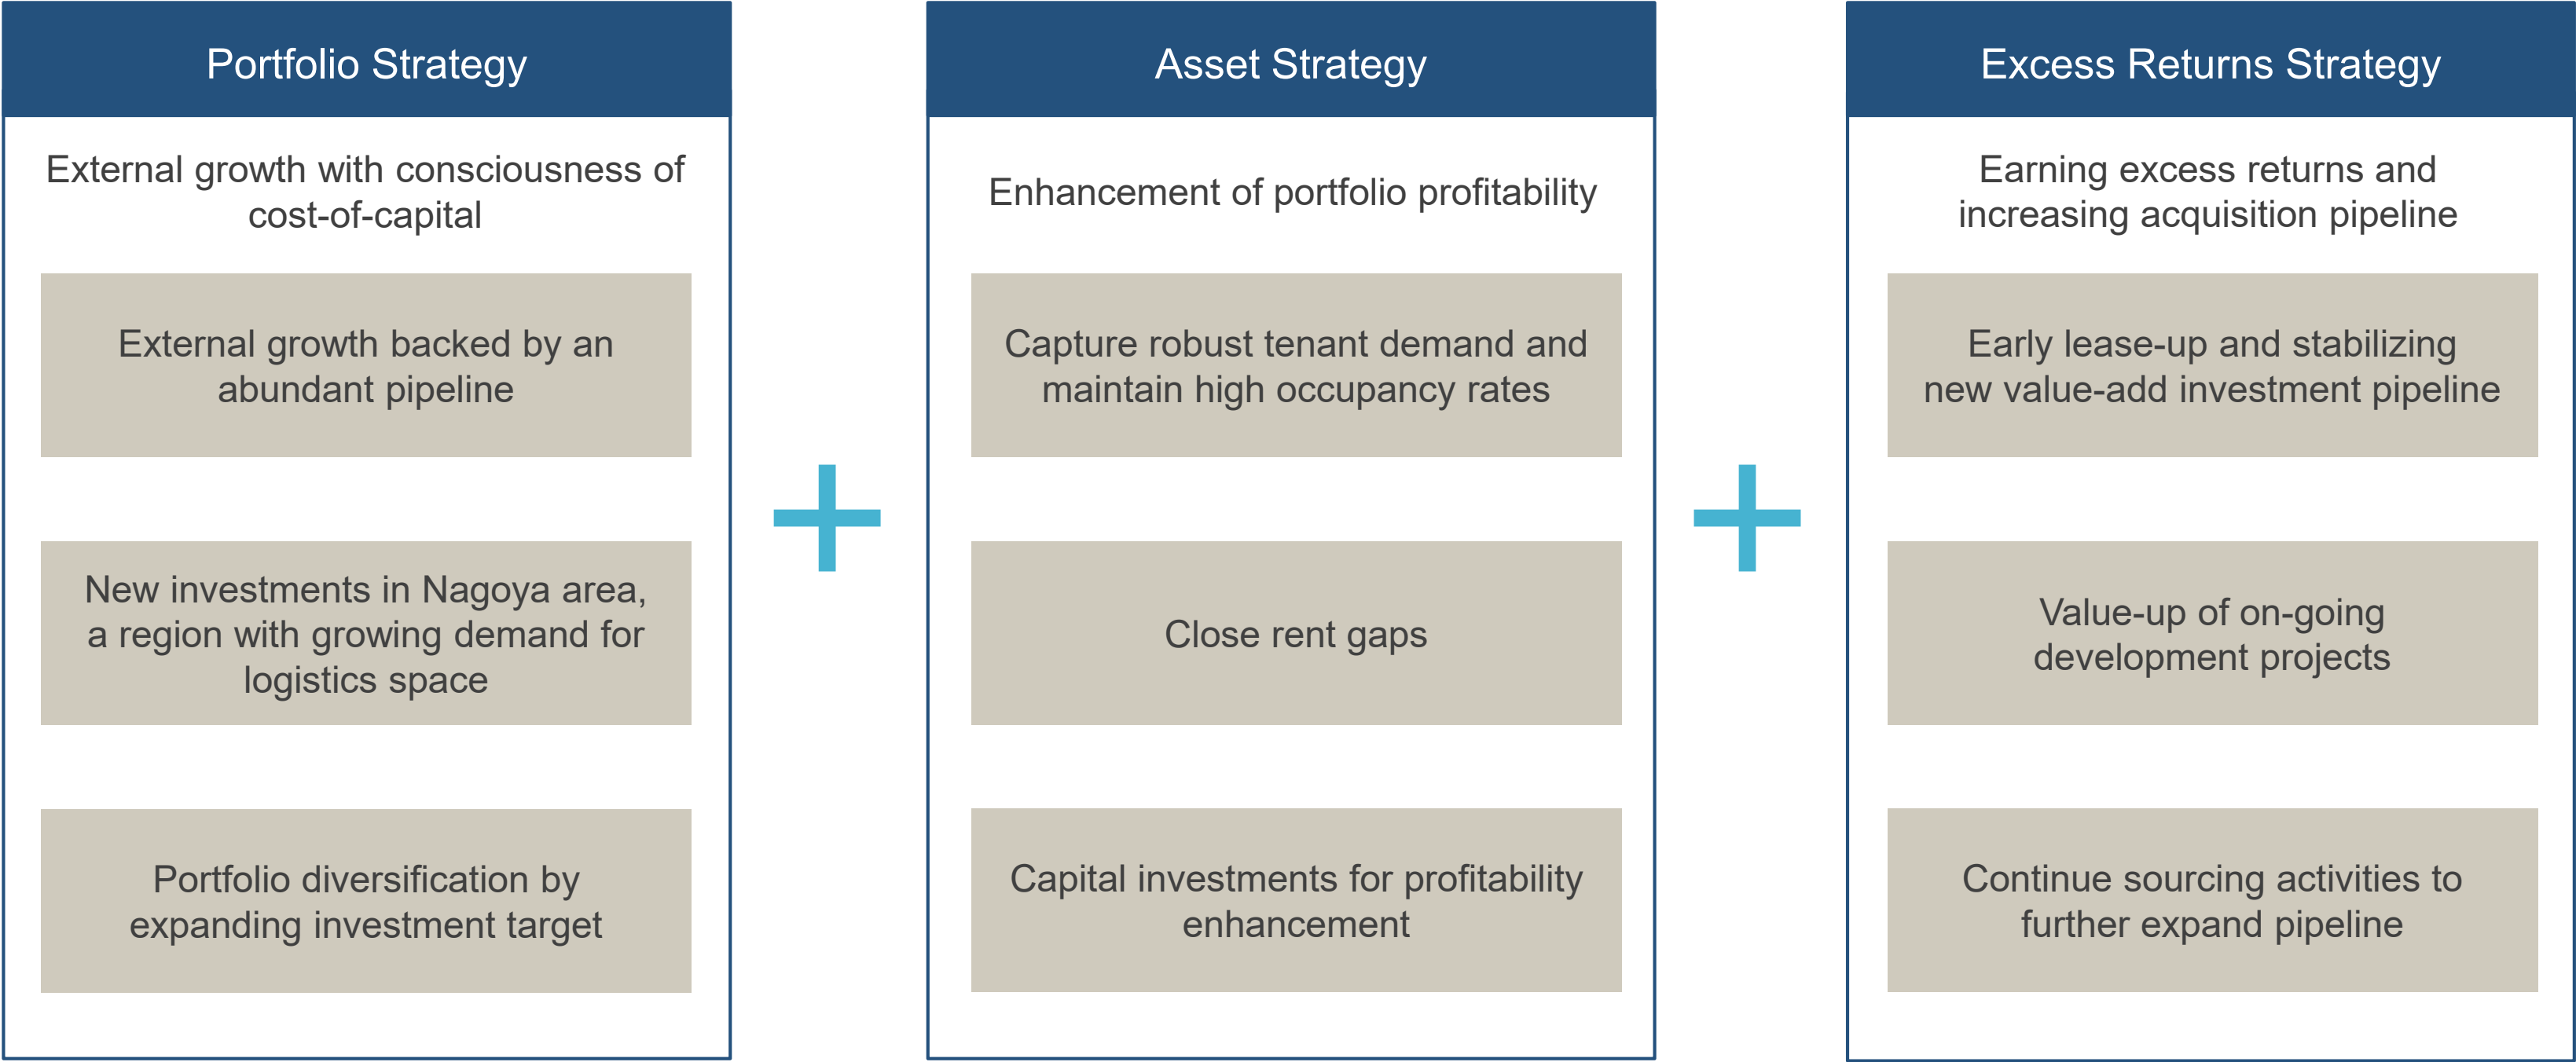 Portfolio Strategy
External growth with consciousness of
cost-of-capital
External growth backed by an
abundant pipeline
New investments in Nagoya area,
a region with growing demand for
logistics space
Portfolio diversification by
expanding investment target
Asset Strategy
Enhancement of portfolio profitability
Capture robust tenant demand and
maintain high occupancy rates
Close rent gaps
Capital investments for profitability
enhancement
Excess Returns Strategy
Earning excess returns and
increasing acquisition pipeline
Early lease-up and stabilizing
new value-add investment pipeline
Value-up of on-going
development projects
Continue sourcing activities to
further expand pipeline